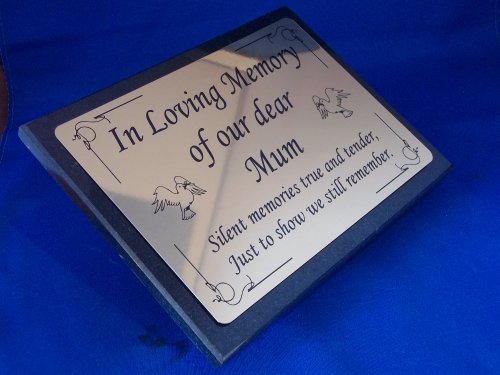 In Loving Memory
of our dear
Mum
Silent memories true and tender,
Just to show we still remember.